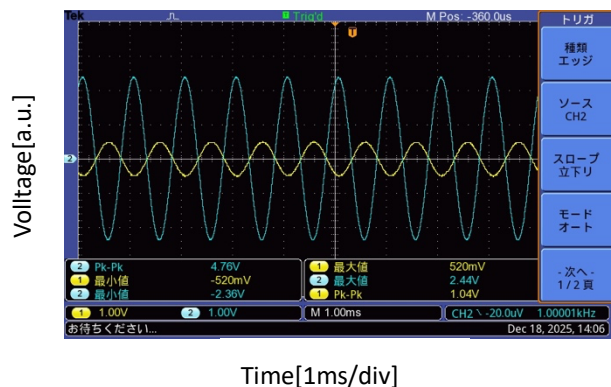 Tek
Trig'd
M Pos: -360.0us
トリガ
T
種類
エッジ
ソース
CH2
スロープ
立下り
モード
オート
- 次へ -
1/2頁
2
Volltage[a.u.]
2 Pk-Pk 4.76V
1 最小値 -520mV
2 最小値 -2.36V
1 最大値 520mV
2 最大値 2.44V
1 Pk-Pk 1.04V
1 1.00V 2 1.00V M 1.00ms CH2 -20.0uV 1.00001kHz
お待ちください... Dec 18, 2025, 14:06
Time[1ms/div]